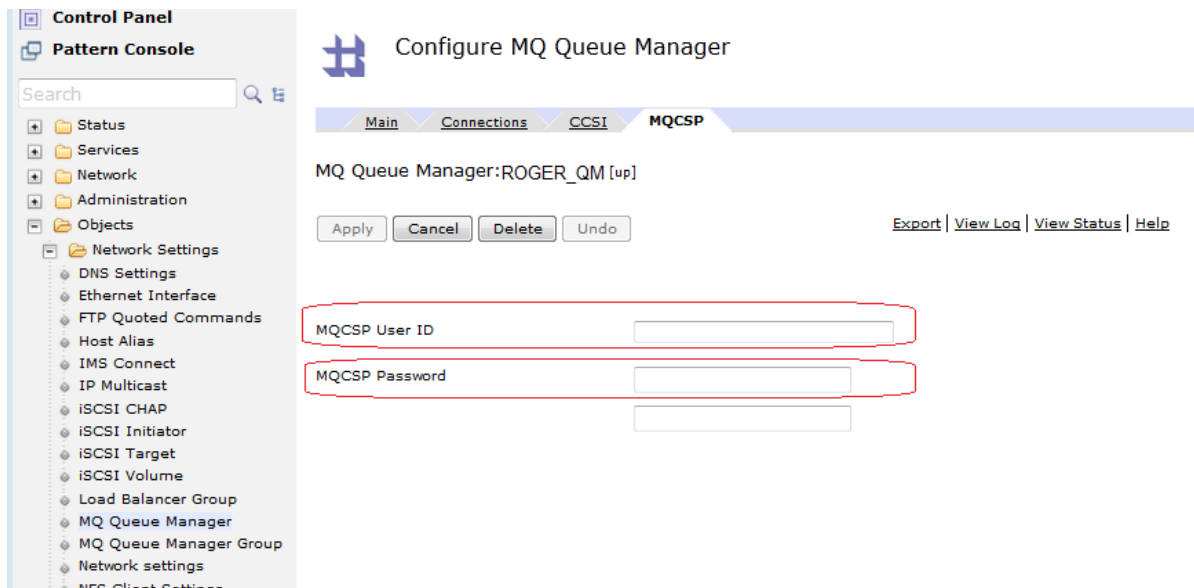 Control Panel
Pattern Console
Search
Status
Services
Network
Administration
Objects
Network Settings
DNS Settings
Ethernet Interface
FTP Quoted Commands
Host Alias
IMS Connect
IP Multicast
iSCSI CHAP
iSCSI Initiator
iSCSI Target
iSCSI Volume
Load Balancer Group
MQ Queue Manager
MQ Queue Manager Group
Network settings
NFS Client Settings
Configure MQ Queue Manager
Main Connections CCSI MQCSP
MQ Queue Manager:ROGER_QM [up]
Apply Cancel Delete Undo
Export | View Log | View Status | Help
MQCSP User ID
MQCSP Password